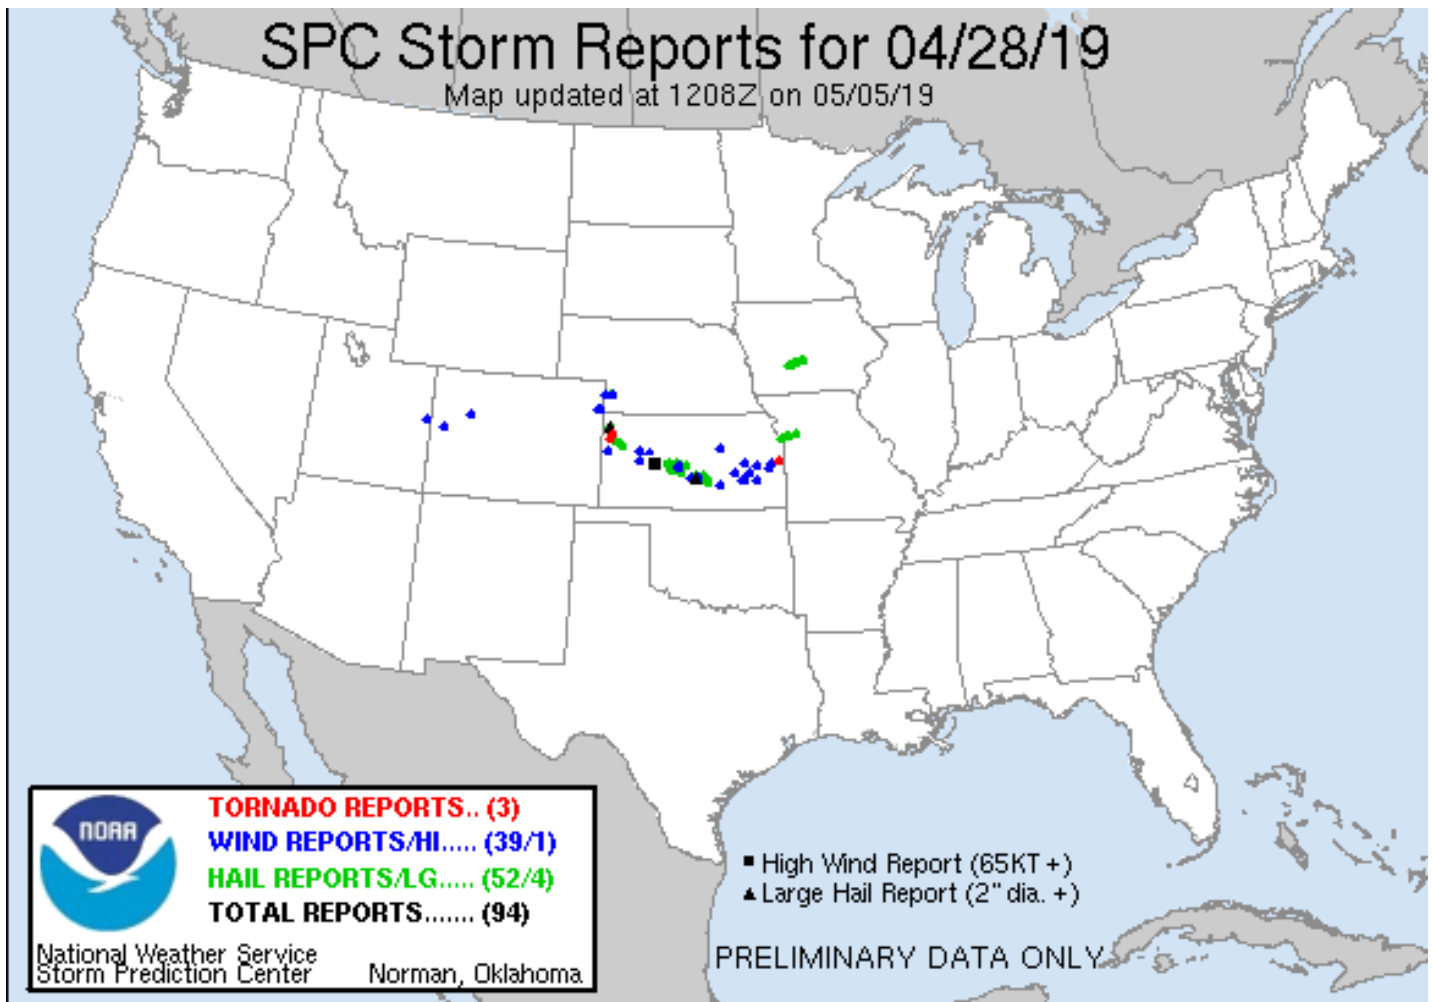 SPC Storm Reports for 04/28/19
Map updated at 1208Z on 05/05/19
NOAA
TORNADO REPORTS.. (3)
WIND REPORTS/HI..... (39/1)
HAIL REPORTS/LG..... (52/4)
TOTAL REPORTS....... (94)
National Weather Service
Storm Prediction Center Norman, Oklahoma
■ High Wind Report (65KT +)
▲ Large Hail Report (2" dia. +)
PRELIMINARY DATA ONLY